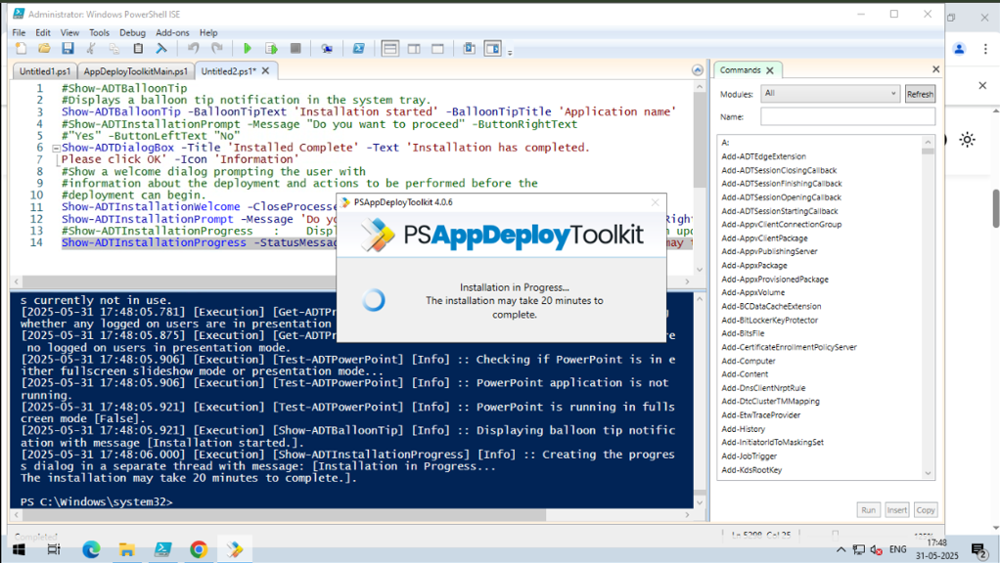 Administrator: Windows PowerShell ISE
File Edit View Tools Debug Add-ons Help
Untitled1.ps1 AppDeployToolkitMain.ps1 Untitled2.ps1* X
1 #Show-ADTBalloonTip
2 #Displays a balloon tip notification in the system tray.
3 Show-ADTBalloonTip -BalloonTipText 'Installation started' -BalloonTipTitle 'Application name'
4 #Show-ADTInstallationPrompt -Message "Do you want to proceed" -ButtonRightText
5 #"Yes" -ButtonLeftText "No"
6 Show-ADTDialogBox -Title 'Installed Complete' -Text 'Installation has completed.
7 Please click OK' -Icon 'Information'
8 #Show a welcome dialog prompting the user with
9 #information about the deployment and actions to be performed before the
10 #deployment can begin.
11 Show-ADTInstallationWelcome -CloseProcesse
12 Show-ADTInstallationPrompt -Message 'Do yo
13 #Show-ADTInstallationProgress : Disp
14 Show-ADTInstallationProgress -StatusMessag
PSAppDeployToolkit 4.0.6
PSAppDeployToolkit
Installation in Progress...
The installation may take 20 minutes to
complete.
s currently not in use.
[2025-05-31 17:48:05.781] [Execution] [Get-ADTPr
whether any logged on users are in presentation
[2025-05-31 17:48:05.875] [Execution] [Get-ADTPr
no logged on users in presentation mode.
[2025-05-31 17:48:05.906] [Execution] [Test-ADTPowerPoint] [Info] :: Checking if PowerPoint is in e
ither fullscreen slideshow mode or presentation mode...
[2025-05-31 17:48:05.906] [Execution] [Test-ADTPowerPoint] [Info] :: PowerPoint application is not
running.
[2025-05-31 17:48:05.921] [Execution] [Test-ADTPowerPoint] [Info] :: PowerPoint is running in fulls
creen mode [False].
[2025-05-31 17:48:05.921] [Execution] [Show-ADTBalloonTip] [Info] :: Displaying balloon tip notific
ation with message [Installation started.].
[2025-05-31 17:48:06.000] [Execution] [Show-ADTInstallationProgress] [Info] :: Creating the progres
s dialog in a separate thread with message: [Installation in Progress...
The installation may take 20 minutes to complete.].
PS C:\Windows\system32>
Completed
Commands X
Modules: All Refresh
Name:
A:
Add-ADTEdgeExtension
Add-ADTSessionClosingCallback
Add-ADTSessionFinishingCallback
Add-ADTSessionOpeningCallback
Add-ADTSessionStartingCallback
Add-AppvClientConnectionGroup
Add-AppvClientPackage
Add-AppvPublishingServer
Add-AppxPackage
Add-AppxProvisionedPackage
Add-AppxVolume
Add-BCDataCacheExtension
Add-BitLockerKeyProtector
Add-BitsFile
Add-CertificateEnrollmentPolicyServer
Add-Computer
Add-Content
Add-DnsClientNrptRule
Add-DtcClusterTMMapping
Add-EtwTraceProvider
Add-History
Add-InitiatorIdToMaskingSet
Add-JobTrigger
Add-KdsRootKey
Run Insert Copy
ENG
17:48
31-05-2025
2